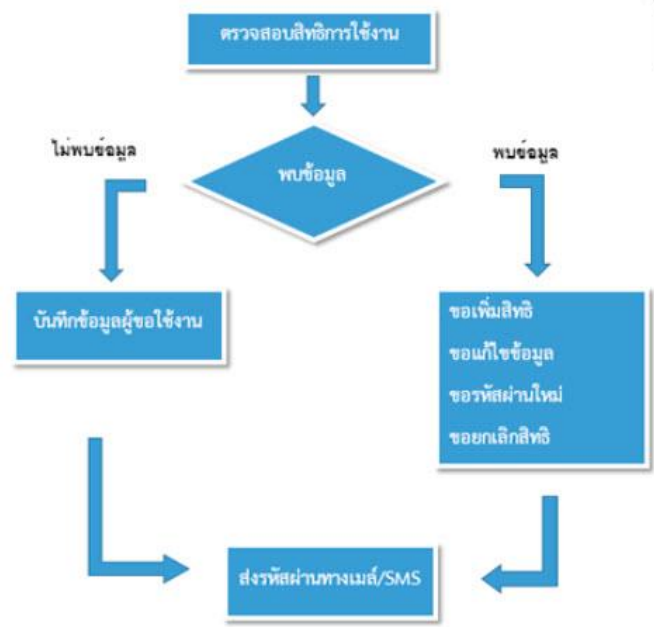 ตรวจสอบสิทธิการใช้งาน
ไม่พบข้อมูล
พบข้อมูล
พบข้อมูล
บันทึกข้อมูลผู้ขอใช้งาน
ขอเพิ่มสิทธิ
ขอแก้ไขข้อมูล
ขอรหัสผ่านใหม่
ขอยกเลิกสิทธิ
ส่งรหัสผ่านทางเมล์/SMS